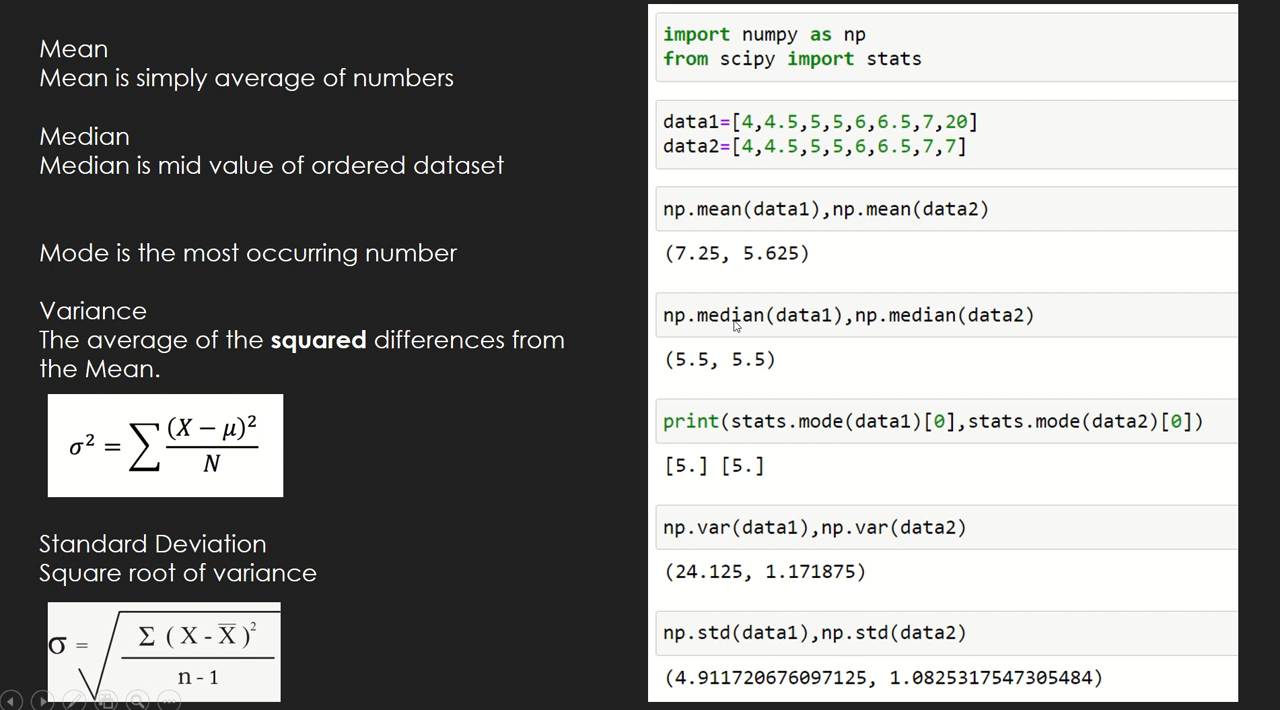 Mean
Mean is simply average of numbers
Median
Median is mid value of ordered dataset
Mode is the most occurring number
Variance
The average of the squared differences from
the Mean.
σ² = ∑ (X − μ)² / N
Standard Deviation
Square root of variance
σ = √ Σ ( X - X̅ )² / n - 1
import numpy as np
from scipy import stats
data1=[4,4.5,5,5,6,6.5,7,20]
data2=[4,4.5,5,5,6,6.5,7,7]
np.mean(data1),np.mean(data2)
(7.25, 5.625)
np.median(data1),np.median(data2)
(5.5, 5.5)
print(stats.mode(data1)[0],stats.mode(data2)[0])
[5.] [5.]
np.var(data1),np.var(data2)
(24.125, 1.171875)
np.std(data1),np.std(data2)
(4.911720676097125, 1.0825317547305484)